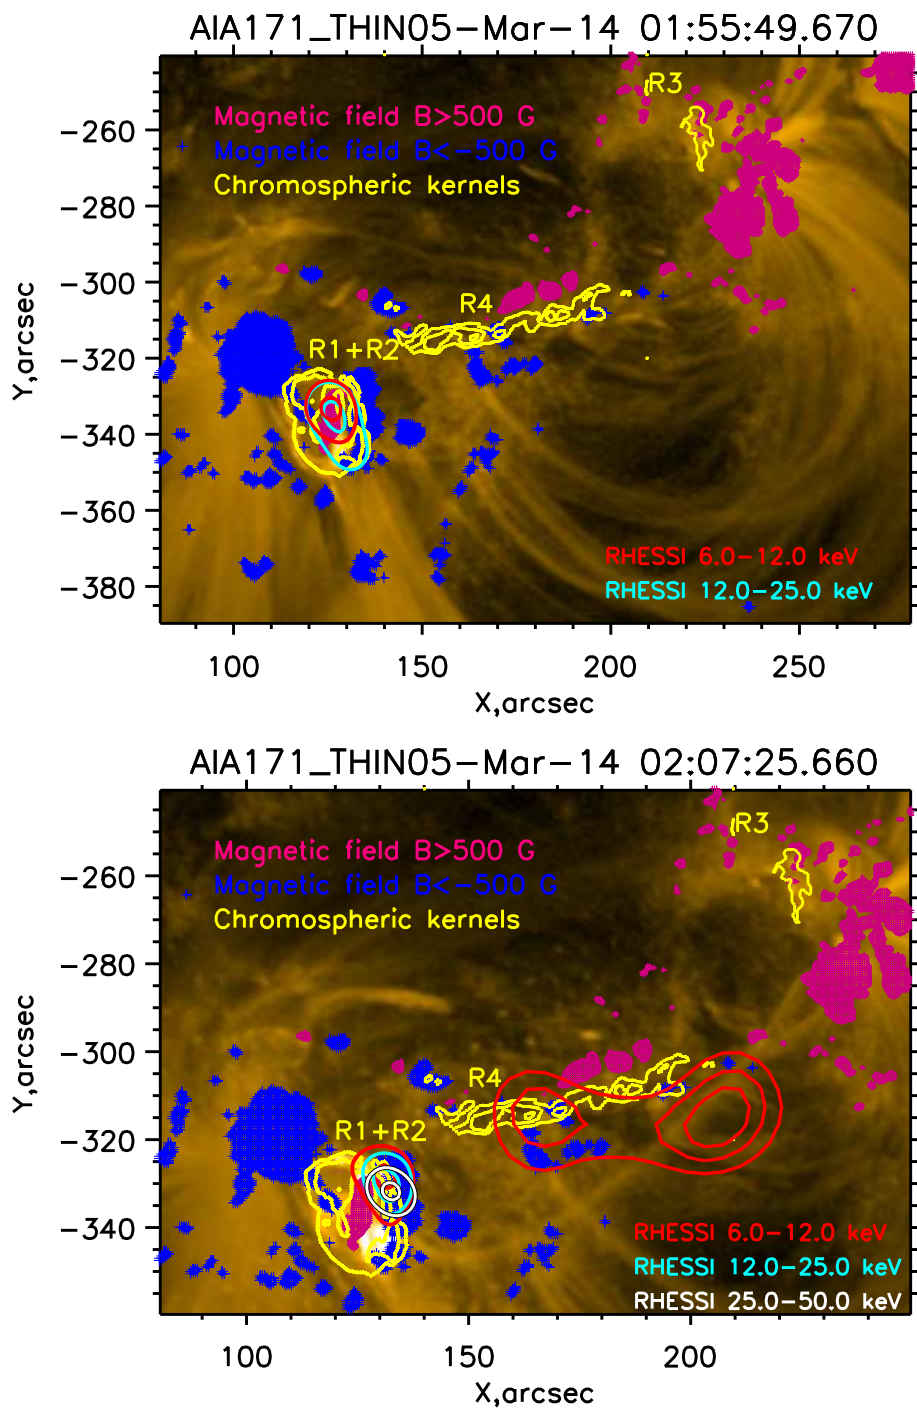 AIA171_THIN05-Mar-14 01:55:49.670
R3
Magnetic field B>500 G
Magnetic field B<-500 G
Chromospheric kernels
R4
R1+R2
RHESSI 6.0-12.0 keV
RHESSI 12.0-25.0 keV
-260
-280
-300
-320
-340
-360
-380
Y,arcsec
100 150 200 250
X,arcsec
AIA171_THIN05-Mar-14 02:07:25.660
R3
Magnetic field B>500 G
Magnetic field B<-500 G
Chromospheric kernels
R4
R1+R2
RHESSI 6.0-12.0 keV
RHESSI 12.0-25.0 keV
RHESSI 25.0-50.0 keV
-260
-280
-300
-320
-340
Y,arcsec
100 150 200
X,arcsec